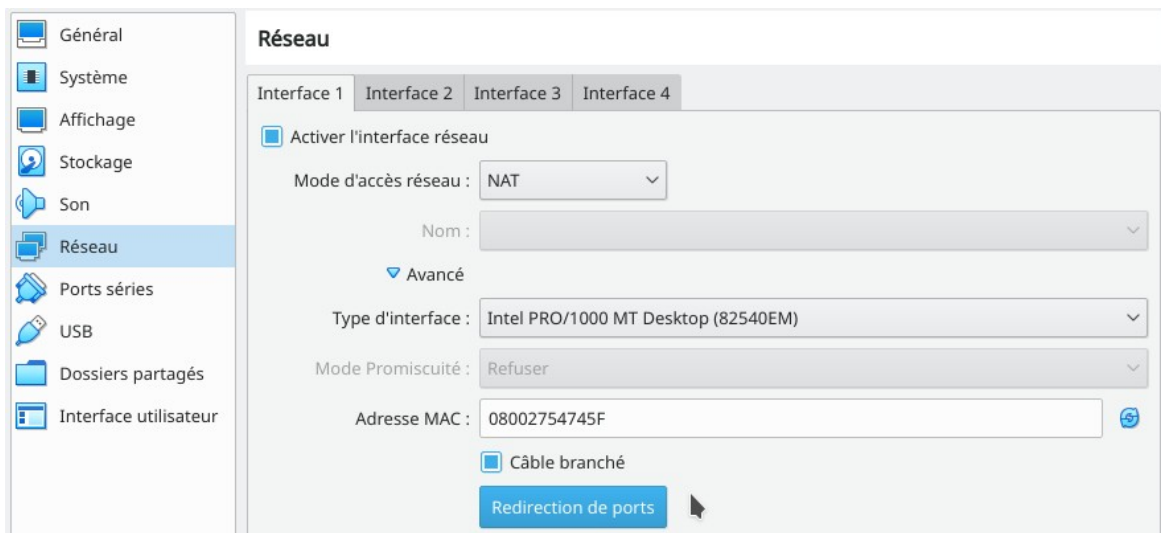 Général
Système
Affichage
Stockage
Son
Réseau
Ports séries
USB
Dossiers partagés
Interface utilisateur
Réseau
Interface 1 Interface 2 Interface 3 Interface 4
Activer l'interface réseau
Mode d'accès réseau : NAT
Nom :
Avancé
Type d'interface : Intel PRO/1000 MT Desktop (82540EM)
Mode Promiscuité : Refuser
Adresse MAC : 08002754745F
Câble branché
Redirection de ports